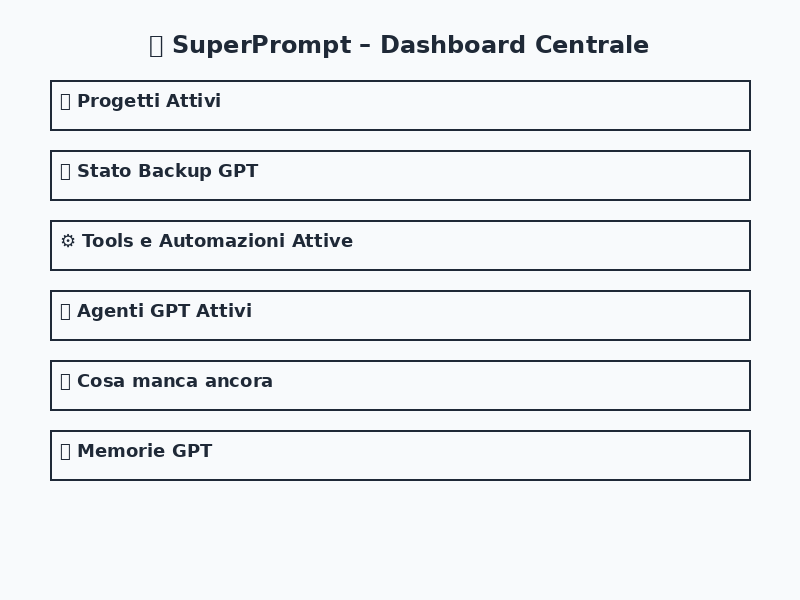 SuperPrompt – Dashboard Centrale
Progetti Attivi
Stato Backup GPT
⚙ Tools e Automazioni Attive
Agenti GPT Attivi
Cosa manca ancora
Memorie GPT